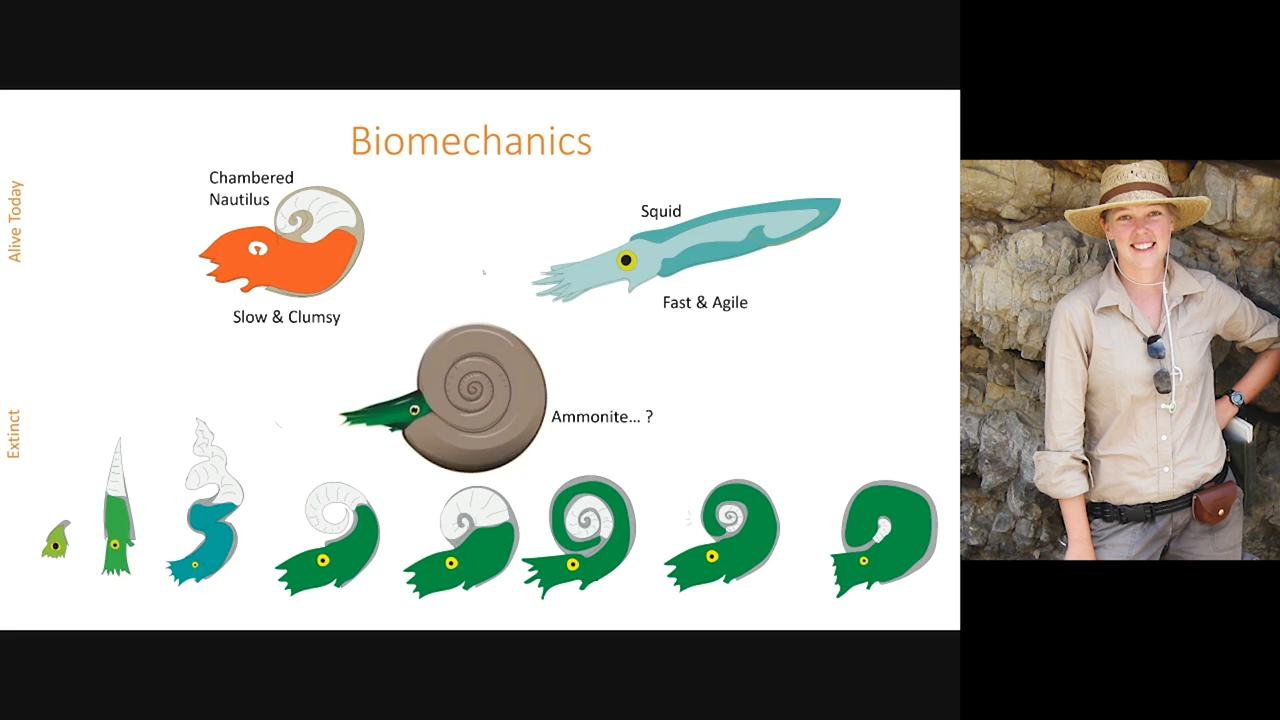 Biomechanics
Alive Today
Chambered
Nautilus
Squid
Slow & Clumsy
Fast & Agile
Extinct
Ammonite... ?